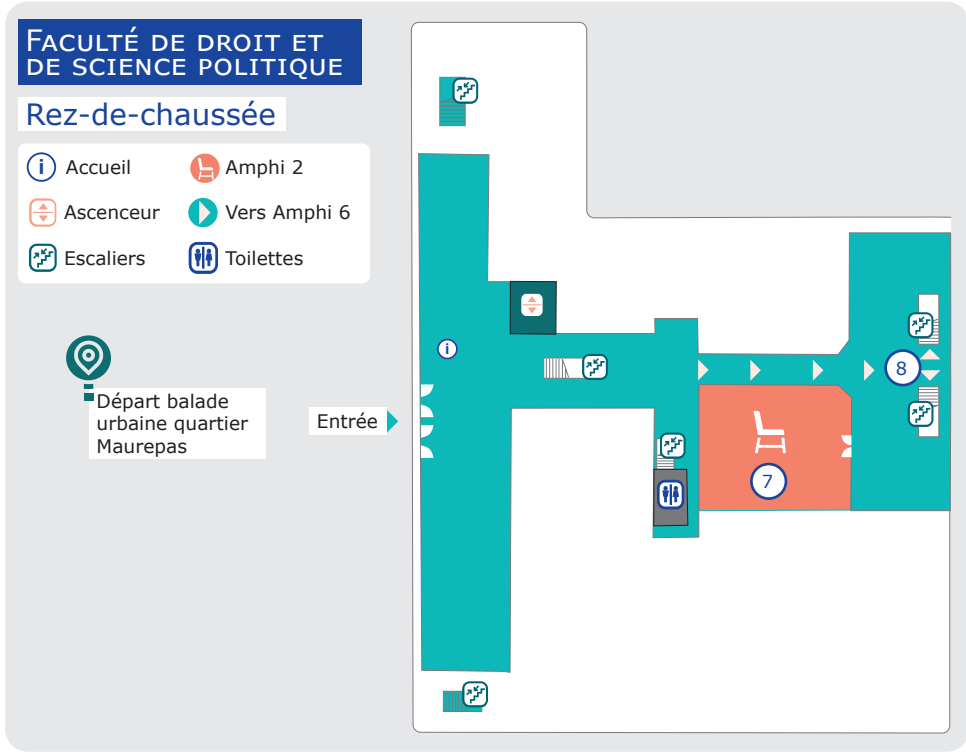 FACULTÉ DE DROIT ET
DE SCIENCE POLITIQUE
Rez-de-chaussée
i Accueil
Amphi 2
Ascenceur
Vers Amphi 6
Escaliers
Toilettes
i
Départ balade
urbaine quartier
Maurepas
Entrée
8
7